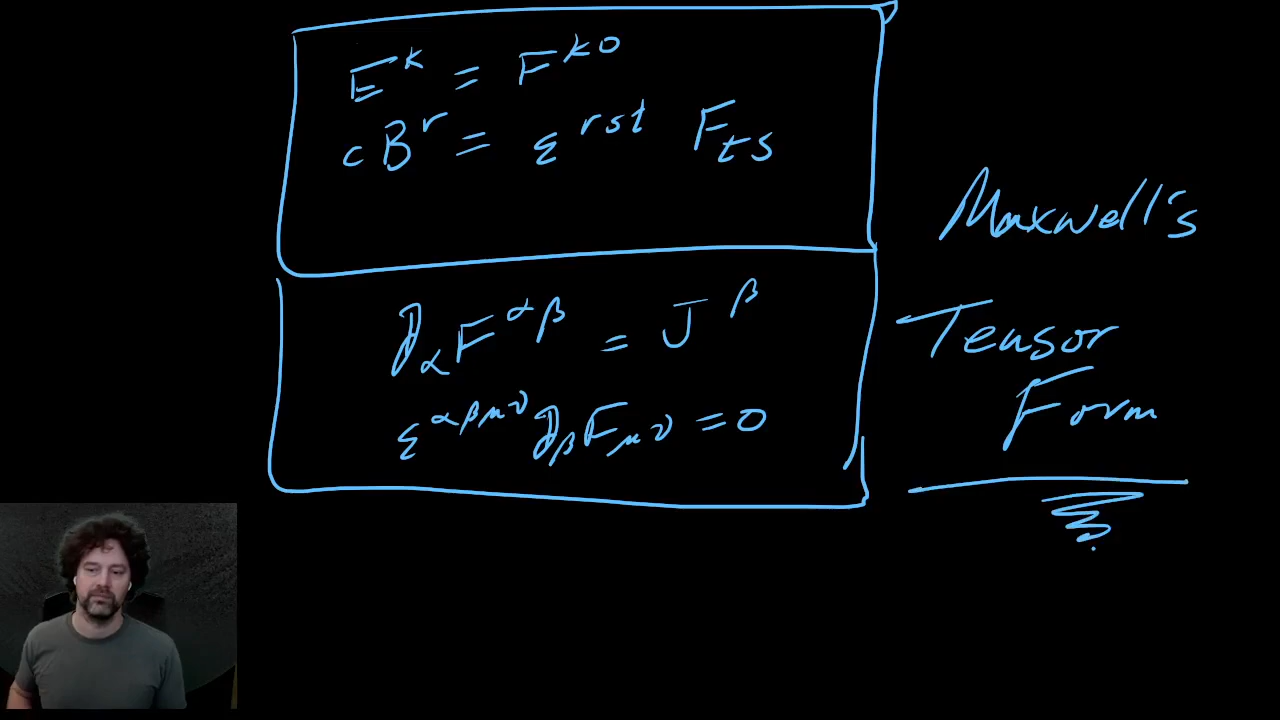 E^k = F^{k0}
cB^r = ε^{rst} F_{ts}
∂_α F^{αβ} = J^β
ε^{αβμν} ∂_β F_{μν} = 0
Maxwell's
Tensor
Form